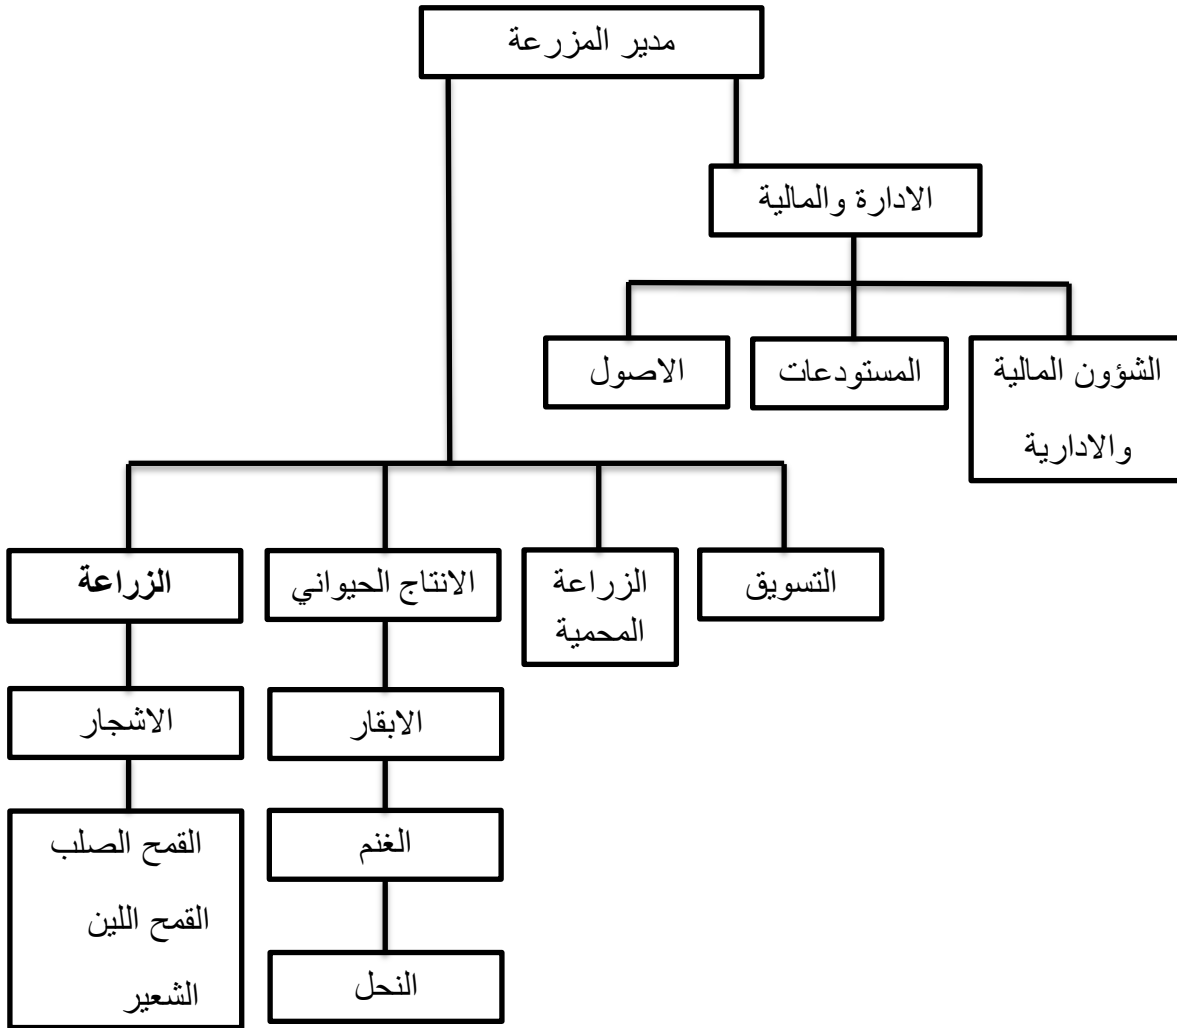 مدير المزرعة
الادارة والمالية
الشؤون المالية
والادارية
المستودعات
الاصول
التسويق
الزراعة
المحمية
الانتاج الحيواني
الزراعة
الابقار
الاشجار
الغنم
القمح الصلب
القمح اللين
الشعير
النحل